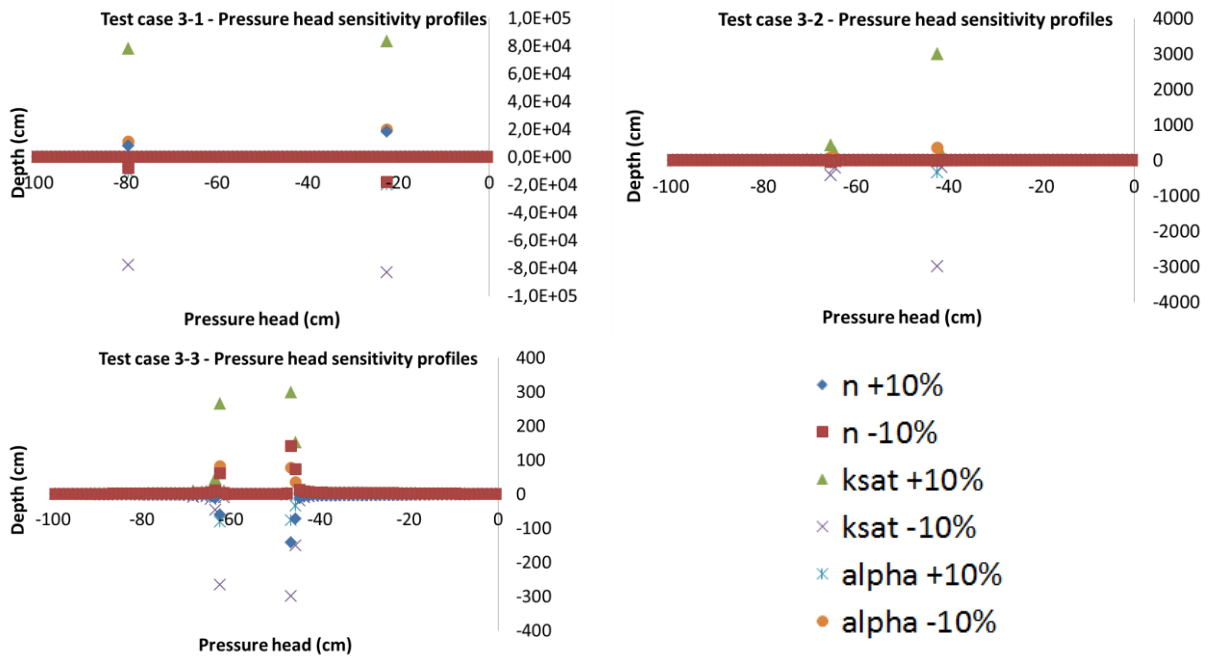 Test case 3-1 - Pressure head sensitivity profiles
1,0E+05
8,0E+04
6,0E+04
4,0E+04
2,0E+04
0,0E+00
-2,0E+04
-4,0E+04
-6,0E+04
-8,0E+04
-1,0E+05
Depth (cm)
-100 -80 -60 -40 -20 0
Pressure head (cm)
Test case 3-2 - Pressure head sensitivity profiles
4000
3000
2000
1000
0
-1000
-2000
-3000
-4000
Depth (cm)
-100 -80 -60 -40 -20 0
Pressure head (cm)
Test case 3-3 - Pressure head sensitivity profiles
400
300
200
100
0
-100
-200
-300
-400
Depth (cm)
-100 -80 -60 -40 -20 0
Pressure head (cm)
n +10%
n -10%
ksat +10%
ksat -10%
alpha +10%
alpha -10%